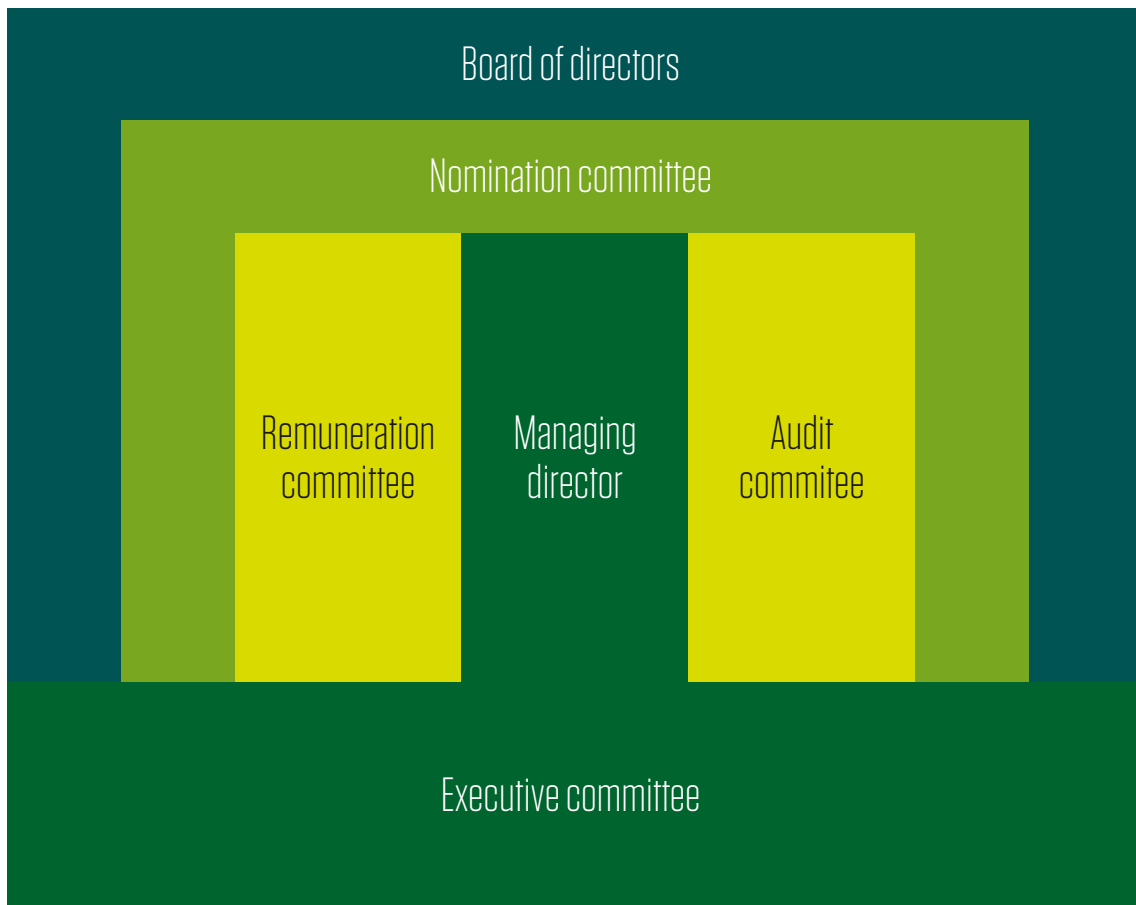 Board of directors
Nomination committee
Remuneration
committee
Managing
director
Audit
commitee
Executive committee